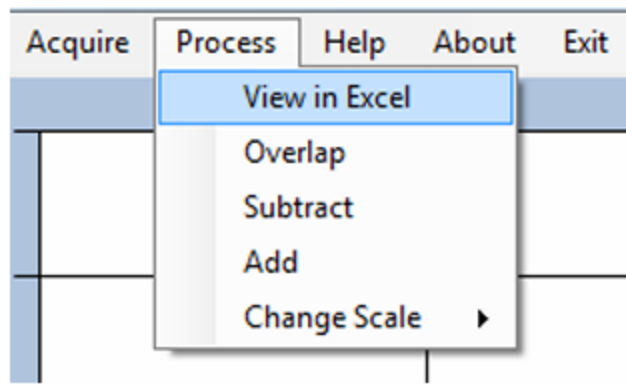 Acquire Process Help About Exit
View in Excel
Overlap
Subtract
Add
Change Scale